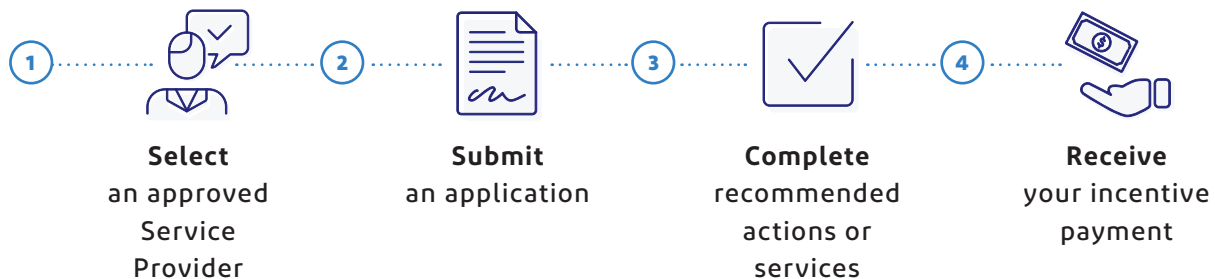 1
2
3
4
Select
an approved
Service
Provider
Submit
an application
Complete
recommended
actions or
services
Receive
your incentive
payment